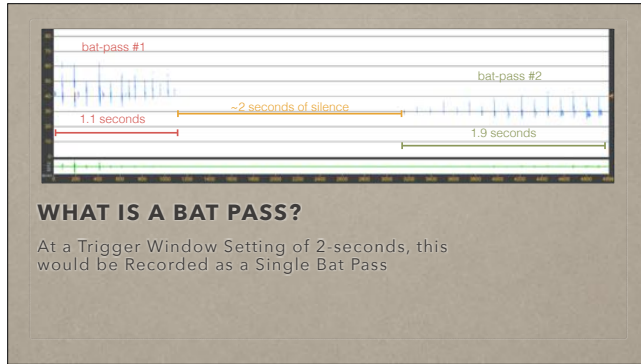 bat-pass #1
bat-pass #2
~2 seconds of silence
1.1 seconds
1.9 seconds
WHAT IS A BAT PASS?
At a Trigger Window Setting of 2-seconds, this
would be Recorded as a Single Bat Pass